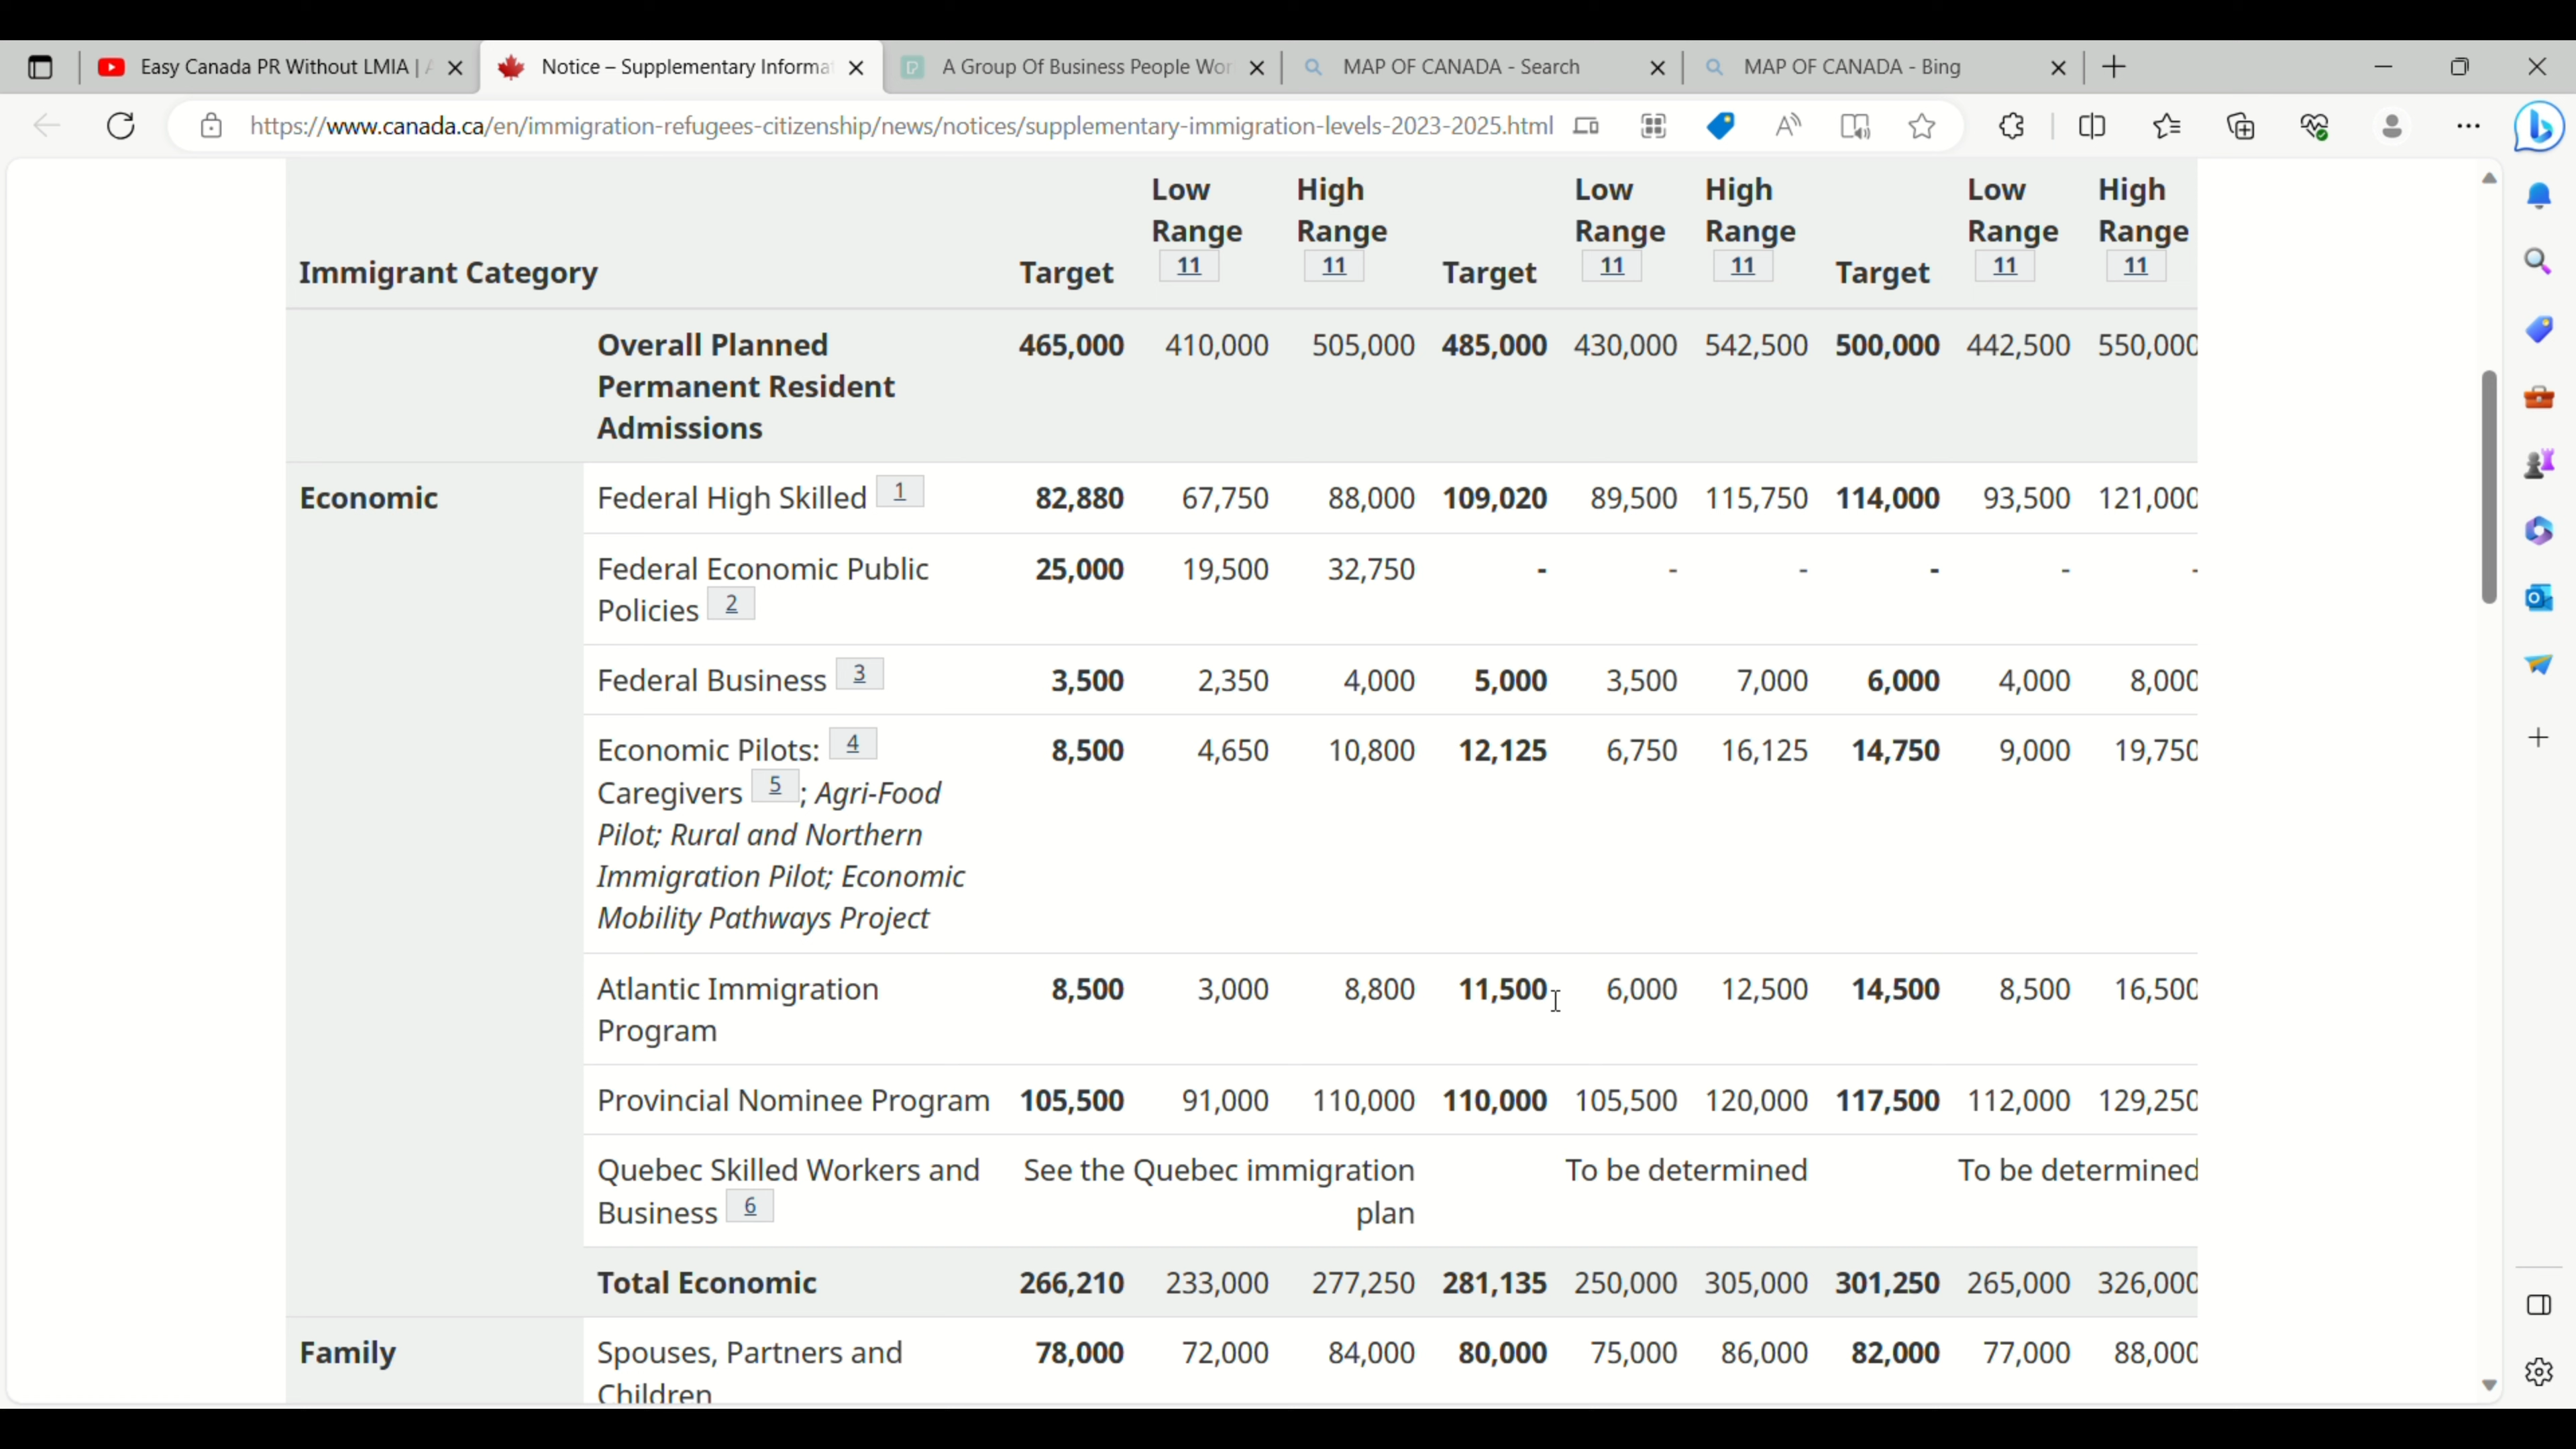 Easy Canada PR Without LMIA |
Notice – Supplementary Informa
A Group Of Business People Wor
MAP OF CANADA - Search
MAP OF CANADA - Bing
https://www.canada.ca/en/immigration-refugees-citizenship/news/notices/supplementary-immigration-levels-2023-2025.html
Low High Low High Low High
Range Range Range Range Range Range
11 11 11 11 11 11
Immigrant Category Target Target Target
Overall Planned 465,000 410,000 505,000 485,000 430,000 542,500 500,000 442,500 550,000
Permanent Resident
Admissions
Economic Federal High Skilled 1 82,880 67,750 88,000 109,020 89,500 115,750 114,000 93,500 121,000
Federal Economic Public 25,000 19,500 32,750 - - - - - -
Policies 2
Federal Business 3 3,500 2,350 4,000 5,000 3,500 7,000 6,000 4,000 8,000
Economic Pilots: 4 8,500 4,650 10,800 12,125 6,750 16,125 14,750 9,000 19,750
Caregivers 5 ; Agri-Food
Pilot; Rural and Northern
Immigration Pilot; Economic
Mobility Pathways Project
Atlantic Immigration 8,500 3,000 8,800 11,500 6,000 12,500 14,500 8,500 16,500
Program
Provincial Nominee Program 105,500 91,000 110,000 110,000 105,500 120,000 117,500 112,000 129,250
Quebec Skilled Workers and See the Quebec immigration To be determined To be determined
Business 6 plan
Total Economic 266,210 233,000 277,250 281,135 250,000 305,000 301,250 265,000 326,000
Family Spouses, Partners and 78,000 72,000 84,000 80,000 75,000 86,000 82,000 77,000 88,000
Children